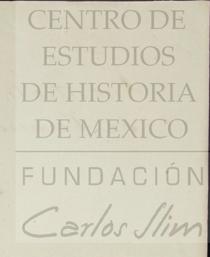 CENTRO DE
ESTUDIOS
DE HISTORIA
DE MEXICO
FUNDACIÓN
Carlos Slim